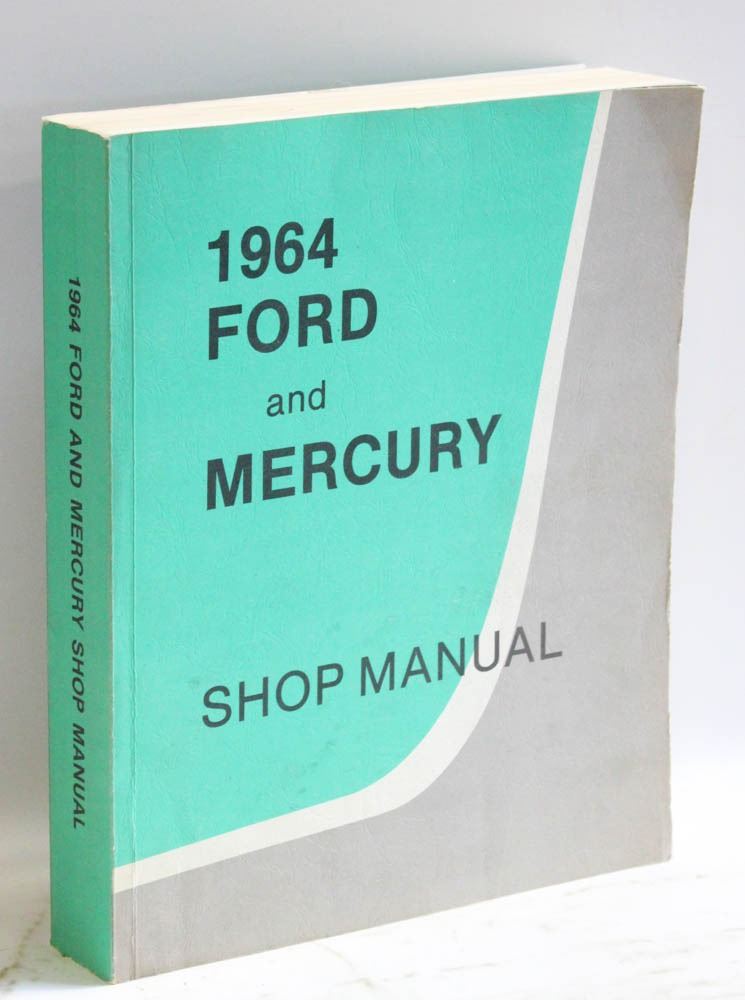 1964 FORD AND MERCURY SHOP MANUAL
1964
FORD
and
MERCURY
SHOP MANUAL